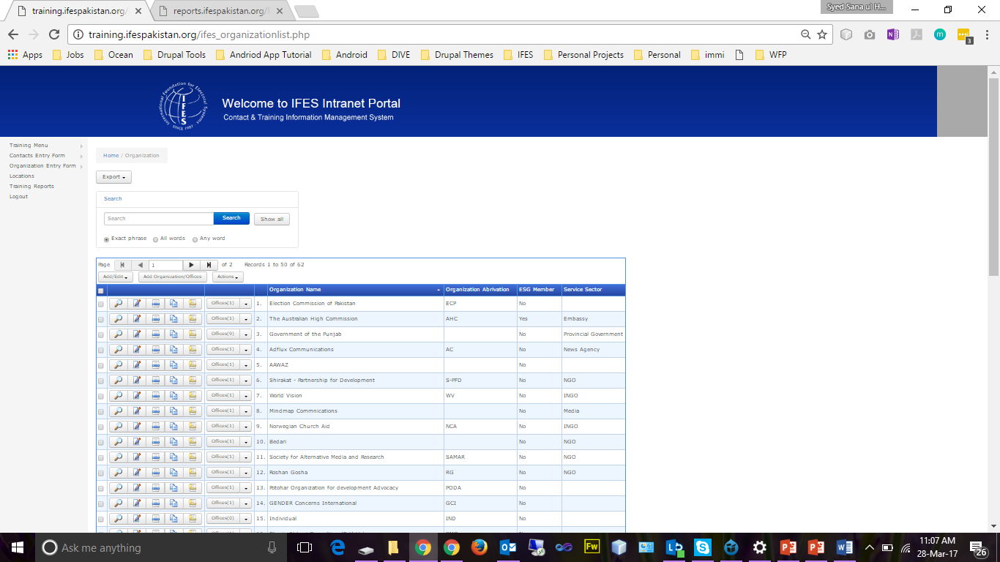 training.ifespakistan.org/
reports.ifespakistan.org/
Syed Sana ul H...
training.ifespakistan.org/ifes_organizationlist.php
3
Apps Jobs Ocean Drupal Tools Andriod App Tutorial Android DIVE Drupal Themes IFES Personal Projects Personal immi WFP
International Foundation for Electoral Systems
IFES
SINCE 1987
Welcome to IFES Intranet Portal
Contact & Training Information Management System
Training Menu
Contacts Entry Form
Organization Entry Form
Locations
Training Reports
Logout
Home / Organization
Export
Search
Search Search Show all
Exact phrase All words Any word
Page 1 of 2 Records 1 to 50 of 62
Add/Edit Add Organization/Offices Actions
Organization Name Organization Abrivation ESG Member Service Sector
Offices(1) 1. Election Commission of Pakistan ECP No
Offices(1) 2. The Australian High Commission AHC Yes Embassy
Offices(9) 3. Government of the Punjab No Provincial Government
Offices(1) 4. Adflux Communications AC No News Agency
Offices(1) 5. AAWAZ No
Offices(1) 6. Shirakat - Partnership for Development S-PFD No NGO
Offices(1) 7. World Vision WV No INGO
Offices(1) 8. Mindmap Commnications No Media
Offices(1) 9. Norwegian Church Aid NCA No INGO
Offices(1) 10. Bedari No NGO
Offices(1) 11. Society for Alternative Media and Research SAMAR No NGO
Offices(1) 12. Roshan Gosha RG No NGO
Offices(1) 13. Potohar Organization for development Advocacy PODA No
Offices(1) 14. GENDER Concerns International GCI No
Offices(0) 15. Individual IND No
Ask me anything
Fw
11:07 AM
28-Mar-17
26